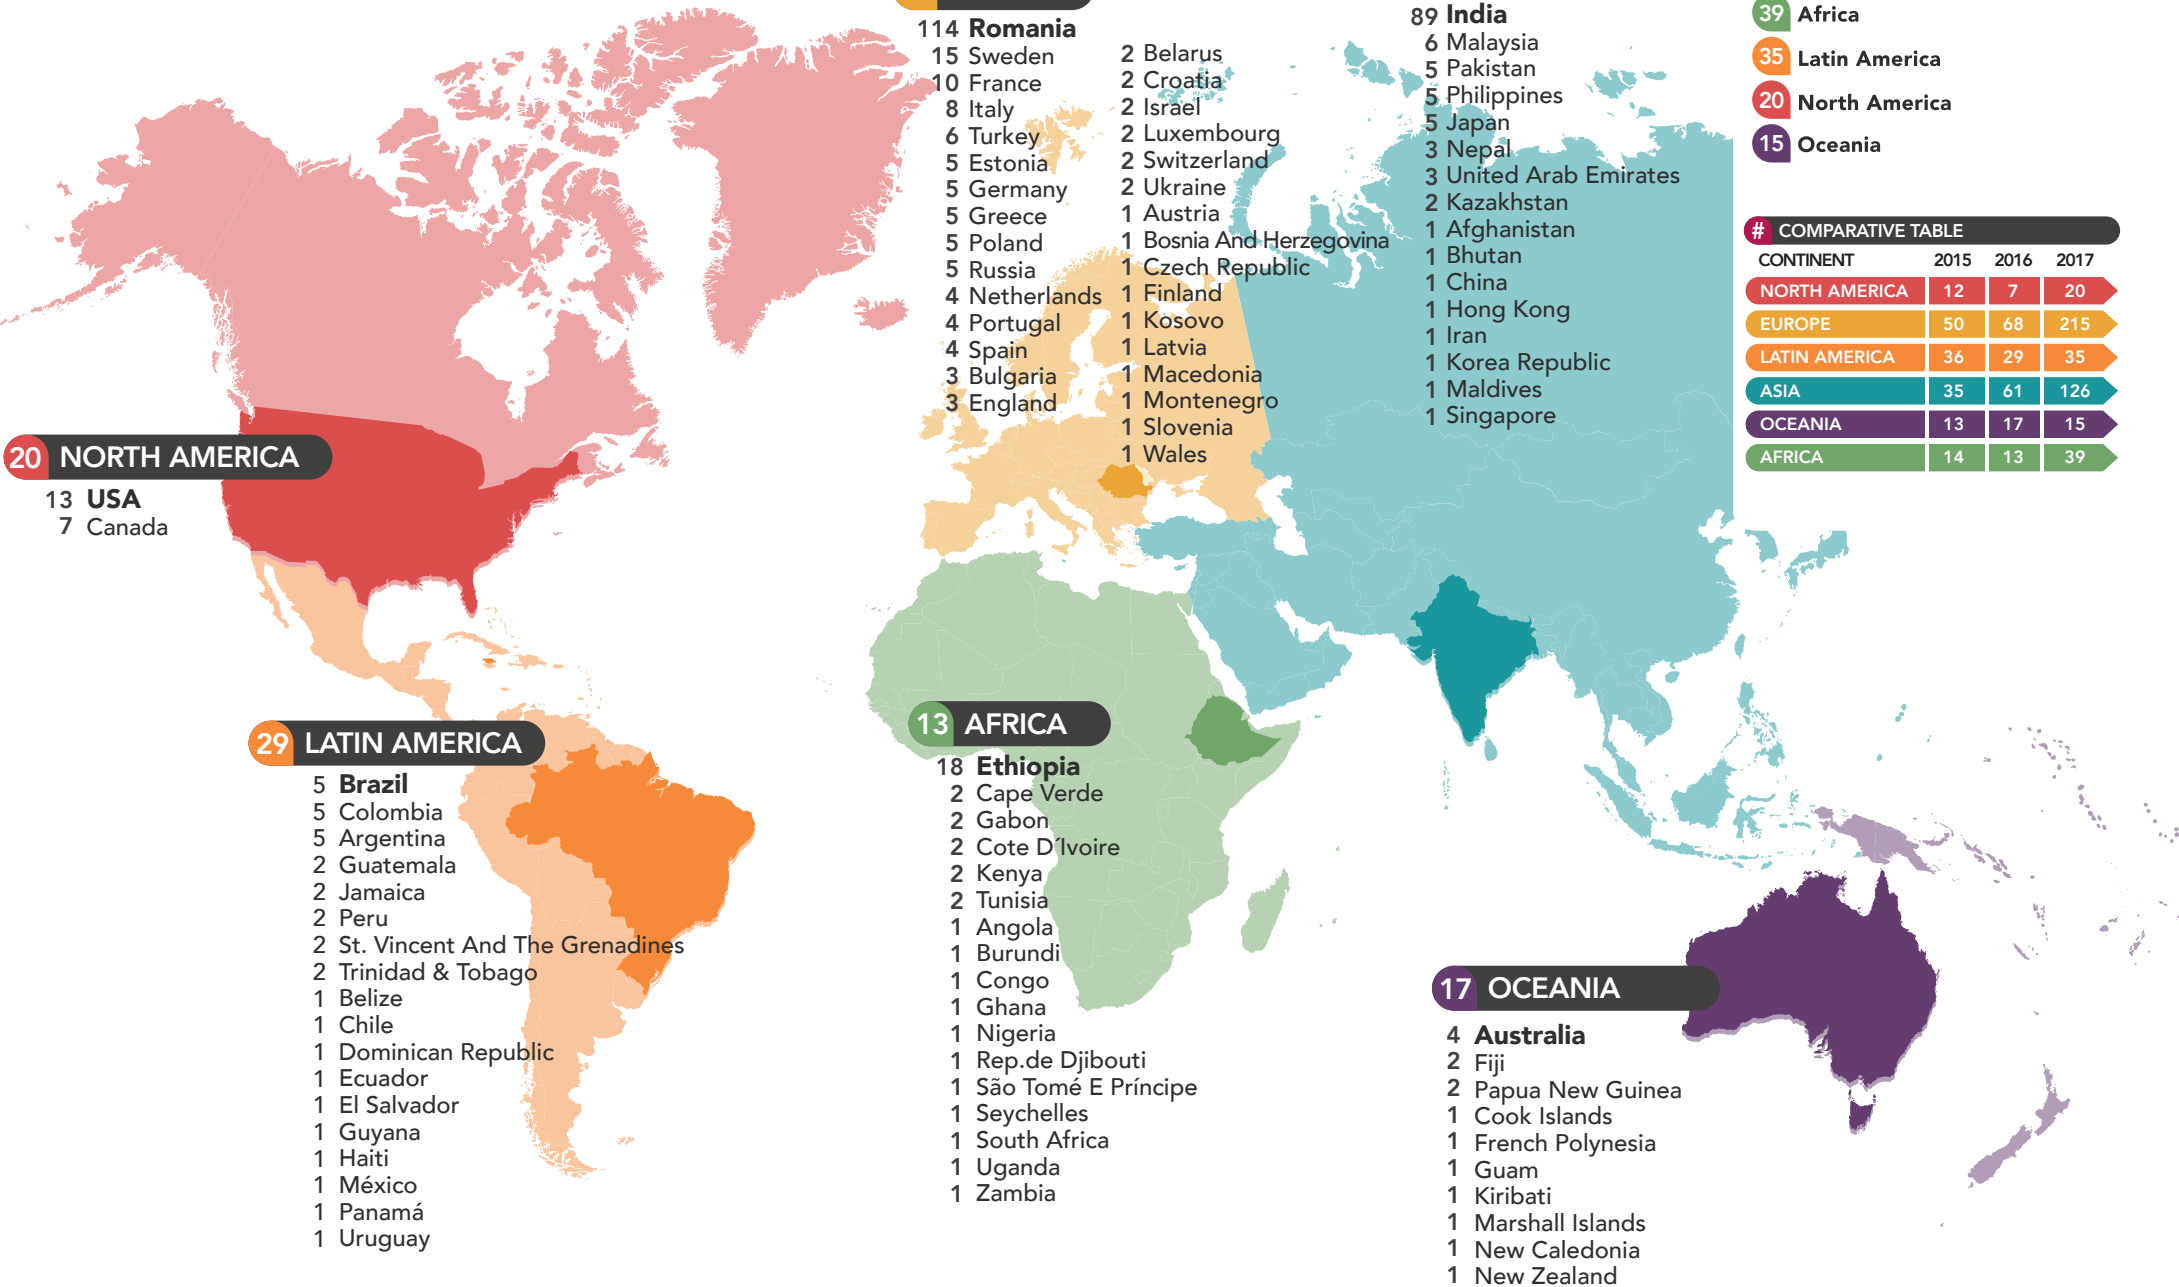 20 NORTH AMERICA
13 USA
7 Canada
29 LATIN AMERICA
5 Brazil
5 Colombia
5 Argentina
2 Guatemala
2 Jamaica
2 Peru
2 St. Vincent And The Grenadines
2 Trinidad & Tobago
1 Belize
1 Chile
1 Dominican Republic
1 Ecuador
1 El Salvador
1 Guyana
1 Haiti
1 México
1 Panamá
1 Uruguay
114 Romania
15 Sweden
10 France
8 Italy
6 Turkey
5 Estonia
5 Germany
5 Greece
5 Poland
5 Russia
4 Netherlands
4 Portugal
4 Spain
3 Bulgaria
3 England
2 Belarus
2 Croatia
2 Israel
2 Luxembourg
2 Switzerland
2 Ukraine
1 Austria
1 Bosnia And Herzegovina
1 Czech Republic
1 Finland
1 Kosovo
1 Latvia
1 Macedonia
1 Montenegro
1 Slovenia
1 Wales
13 AFRICA
18 Ethiopia
2 Cape Verde
2 Gabon
2 Cote D´Ivoire
2 Kenya
2 Tunisia
1 Angola
1 Burundi
1 Congo
1 Ghana
1 Nigeria
1 Rep.de Djibouti
1 São Tomé E Príncipe
1 Seychelles
1 South Africa
1 Uganda
1 Zambia
89 India
6 Malaysia
5 Pakistan
5 Philippines
5 Japan
3 Nepal
3 United Arab Emirates
2 Kazakhstan
1 Afghanistan
1 Bhutan
1 China
1 Hong Kong
1 Iran
1 Korea Republic
1 Maldives
1 Singapore
17 OCEANIA
4 Australia
2 Fiji
2 Papua New Guinea
1 Cook Islands
1 French Polynesia
1 Guam
1 Kiribati
1 Marshall Islands
1 New Caledonia
1 New Zealand
39 Africa
35 Latin America
20 North America
15 Oceania
# COMPARATIVE TABLE
CONTINENT 2015 2016 2017
NORTH AMERICA 12 7 20
EUROPE 50 68 215
LATIN AMERICA 36 29 35
ASIA 35 61 126
OCEANIA 13 17 15
AFRICA 14 13 39